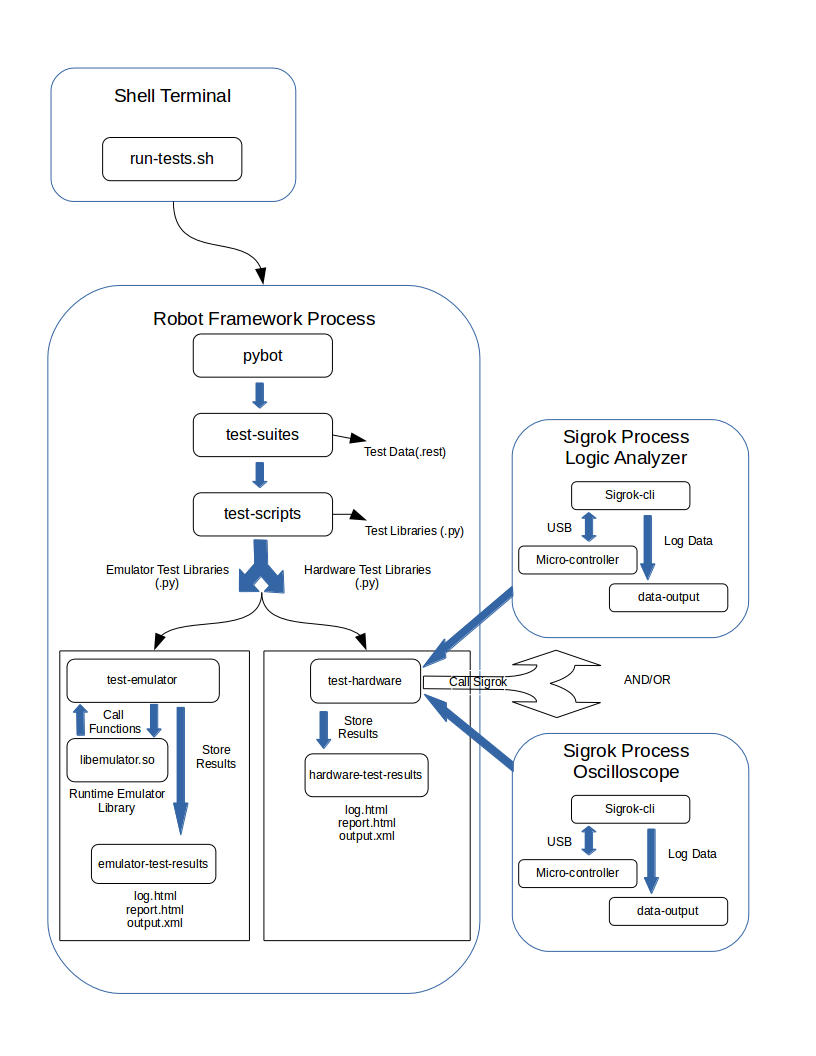 Shell Terminal
run-tests.sh
Robot Framework Process
pybot
test-suites
Test Data(.rest)
test-scripts
Test Libraries (.py)
Emulator Test Libraries
(.py)
Hardware Test Libraries
(.py)
test-emulator
Call
Functions
libemulator.so
Runtime Emulator
Library
Store
Results
emulator-test-results
log.html
report.html
output.xml
test-hardware
Call Sigrok
Store
Results
hardware-test-results
log.html
report.html
output.xml
Sigrok Process
Logic Analyzer
Sigrok-cli
USB
Log Data
Micro-controller
data-output
AND/OR
Sigrok Process
Oscilloscope
Sigrok-cli
USB
Log Data
Micro-controller
data-output